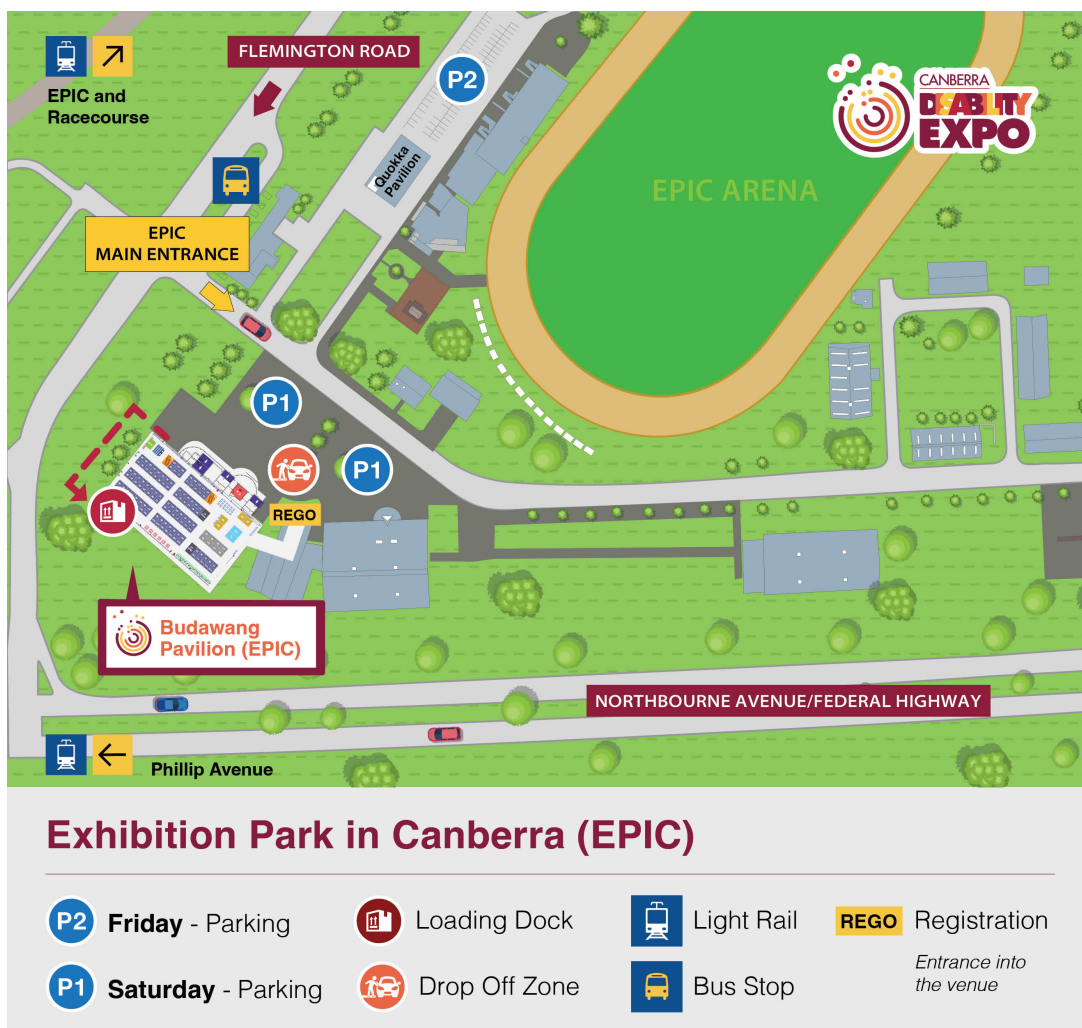 FLEMINGTON ROAD
P2
EPIC and
Racecourse
CANBERRA
DISABILITY
EXPO
Quokka
Pavilion
EPIC ARENA
EPIC
MAIN ENTRANCE
P1
P1
REGO
Budawang
Pavilion (EPIC)
NORTHBOURNE AVENUE/FEDERAL HIGHWAY
Phillip Avenue
Exhibition Park in Canberra (EPIC)
P2 Friday - Parking
Loading Dock
Light Rail
REGO Registration
Entrance into
the venue
P1 Saturday - Parking
Drop Off Zone
Bus Stop